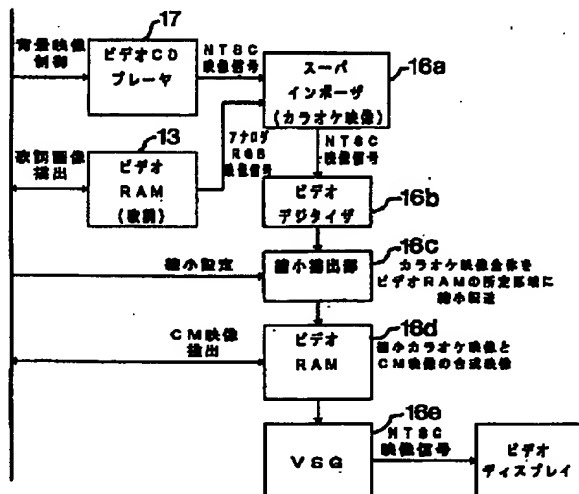 17
背景映像
制御
ビデオCD
プレーヤ
NTSC
映像信号
スーパ
インポーザ
(カラオケ映像)
16a
13
歌詞画像
描出
ビデオ
RAM
(歌詞)
アナログ
RGB
映像信号
NTSC
映像信号
ビデオ
デジタイザ
16b
縮小設定
縮小描出部
16c
カラオケ映像全体を
ビデオRAMの所定領域に
縮小記述
CM映像
描出
ビデオ
RAM
16d
縮小カラオケ映像と
CM映像の合成映像
VSG
16e
NTSC
映像信号
ビデオ
ディスプレイ